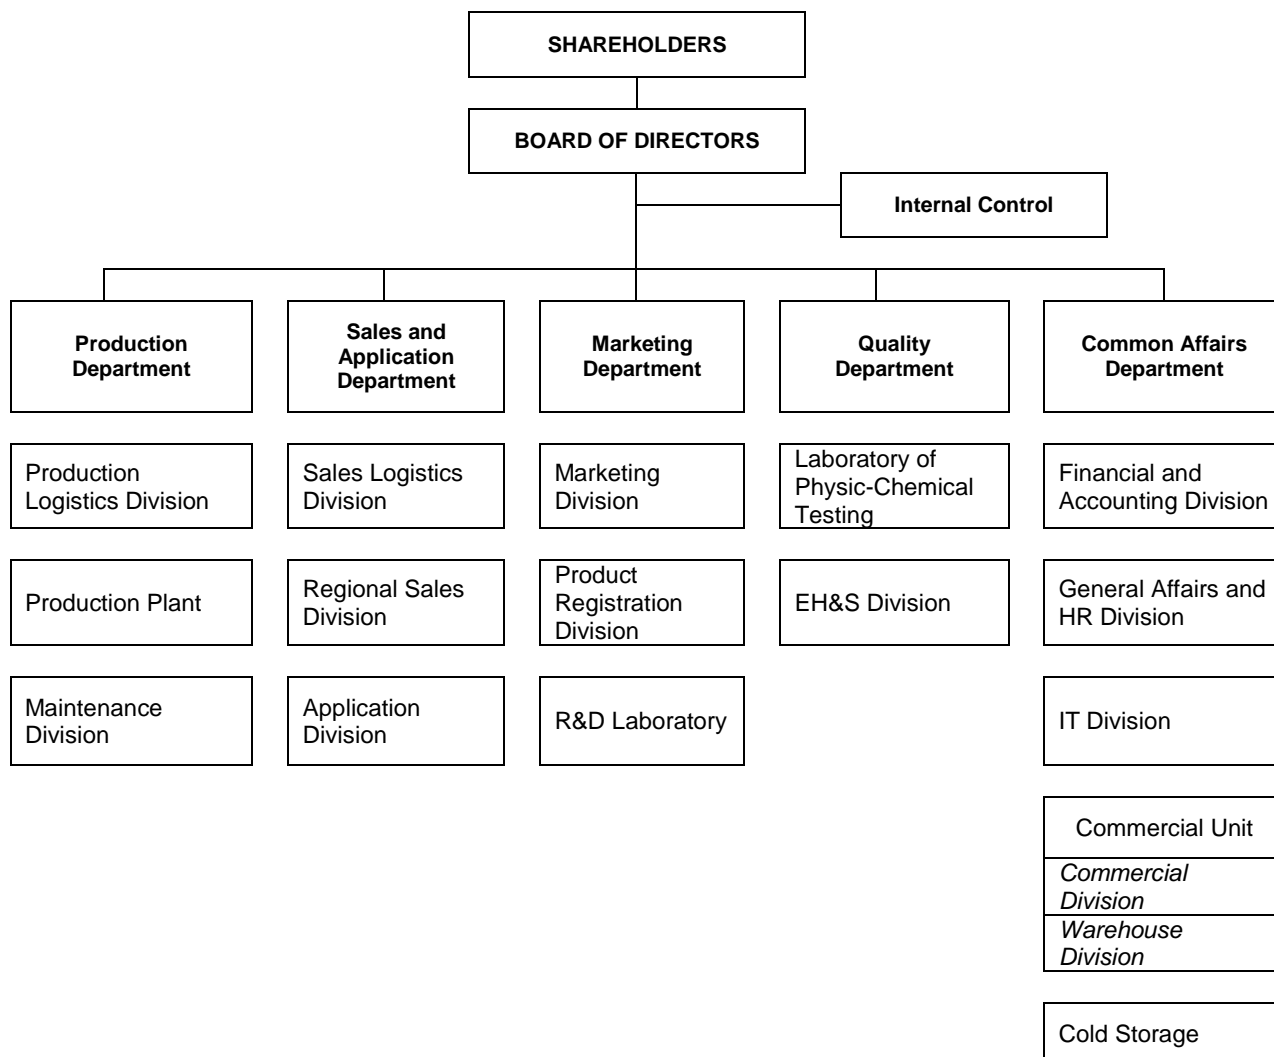 SHAREHOLDERS
BOARD OF DIRECTORS
Internal Control
Production
Department
Sales and
Application
Department
Marketing
Department
Quality
Department
Common Affairs
Department
Production
Logistics Division
Sales Logistics
Division
Marketing
Division
Laboratory of
Physic-Chemical
Testing
Financial and
Accounting Division
Production Plant
Regional Sales
Division
Product
Registration
Division
EH&S Division
General Affairs and
HR Division
Maintenance
Division
Application
Division
R&D Laboratory
IT Division
Commercial Unit
Commercial
Division
Warehouse
Division
Cold Storage